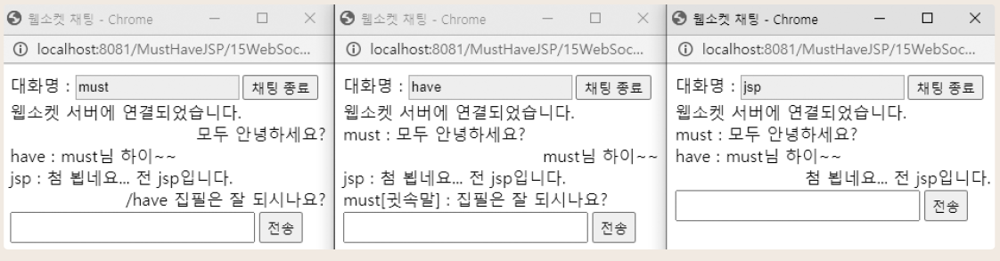 웹소켓 채팅 - Chrome
localhost:8081/MustHaveJSP/15WebSoc...
대화명 : must 채팅 종료
웹소켓 서버에 연결되었습니다.
모두 안녕하세요?
have : must님 하이~~
jsp : 첨 뵙네요... 전 jsp입니다.
/have 집필은 잘 되시나요?
전송
웹소켓 채팅 - Chrome
localhost:8081/MustHaveJSP/15WebSoc...
대화명 : have 채팅 종료
웹소켓 서버에 연결되었습니다.
must : 모두 안녕하세요?
must님 하이~~
jsp : 첨 뵙네요... 전 jsp입니다.
must[귓속말] : 집필은 잘 되시나요?
전송
웹소켓 채팅 - Chrome
localhost:8081/MustHaveJSP/15WebSoc...
대화명 : jsp 채팅 종료
웹소켓 서버에 연결되었습니다.
must : 모두 안녕하세요?
have : must님 하이~~
첨 뵙네요... 전 jsp입니다.
전송